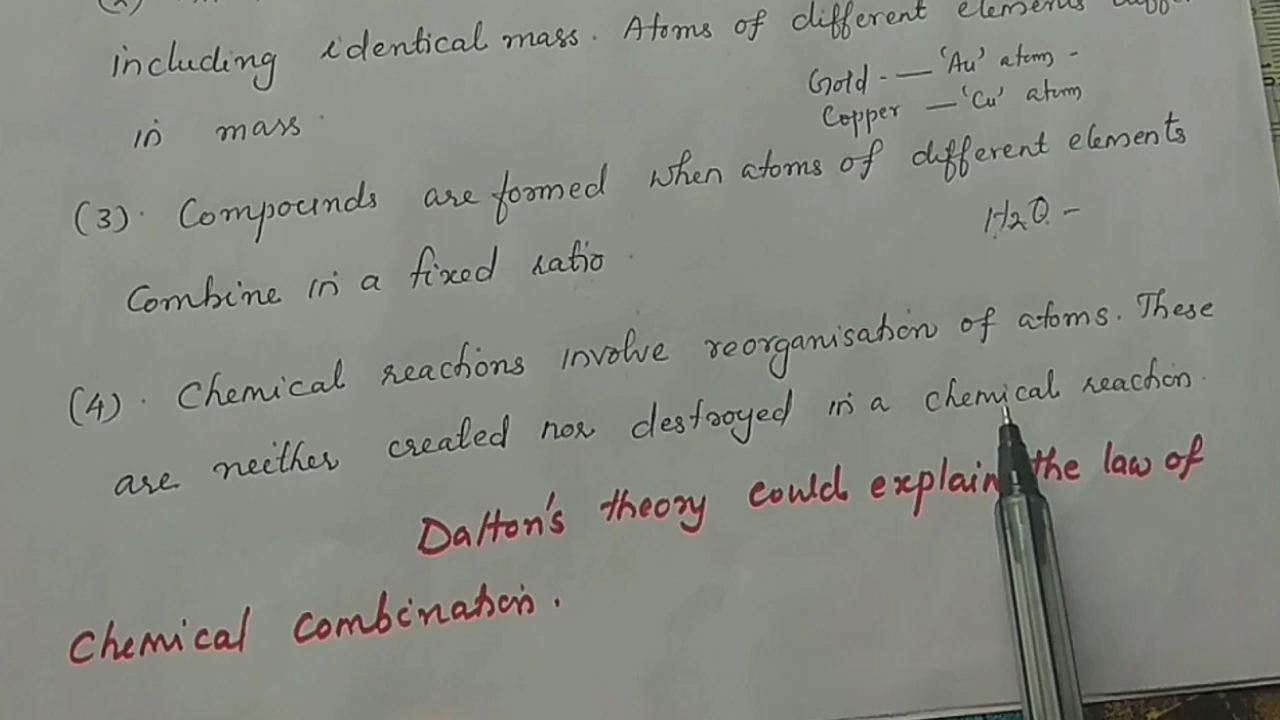 including identical mass. Atoms of different elements differ
Gold - — 'Au' atom -
Copper — 'Cu' atom
in mass.
(3). Compounds are formed when atoms of different elements
H2O -
Combine in a fixed ratio.
(4). Chemical reactions involve reorganisation of atoms. These
are neither created nor destroyed in a chemical reaction.
Dalton's theory could explain the law of
Chemical combination.